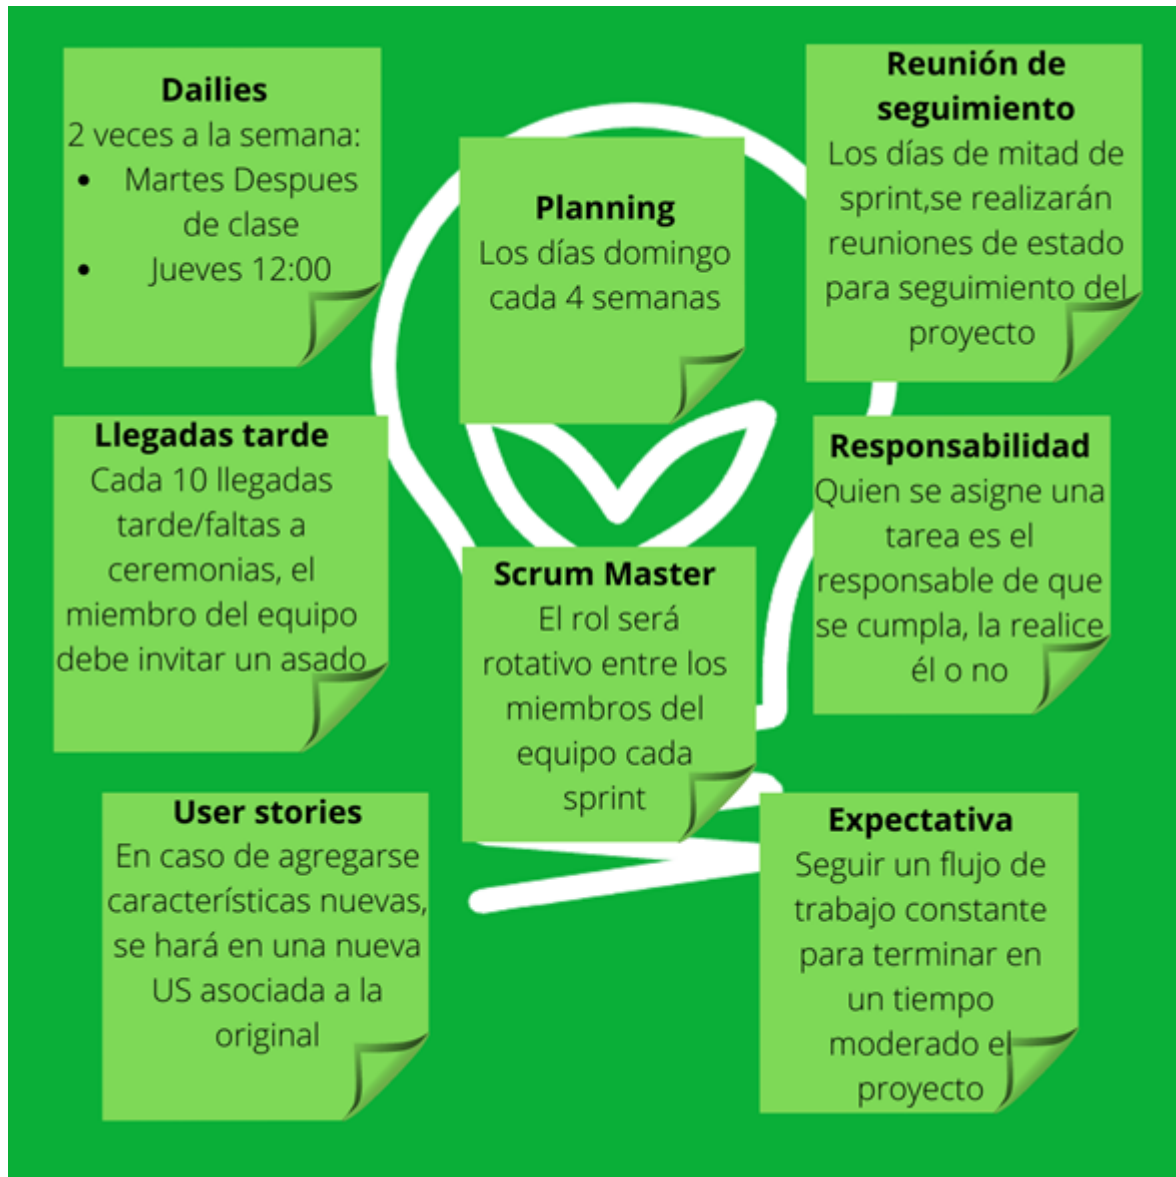 Dailies
2 veces a la semana:
• Martes Despues
de clase
• Jueves 12:00
Planning
Los días domingo
cada 4 semanas
Reunión de
seguimiento
Los días de mitad de
sprint,se realizarán
reuniones de estado
para seguimiento del
proyecto
Llegadas tarde
Cada 10 llegadas
tarde/faltas a
ceremonias, el
miembro del equipo
debe invitar un asado
Scrum Master
El rol será
rotativo entre los
miembros del
equipo cada
sprint
Responsabilidad
Quien se asigne una
tarea es el
responsable de que
se cumpla, la realice
él o no
User stories
En caso de agregarse
características nuevas,
se hará en una nueva
US asociada a la
original
Expectativa
Seguir un flujo de
trabajo constante
para terminar en
un tiempo
moderado el
proyecto